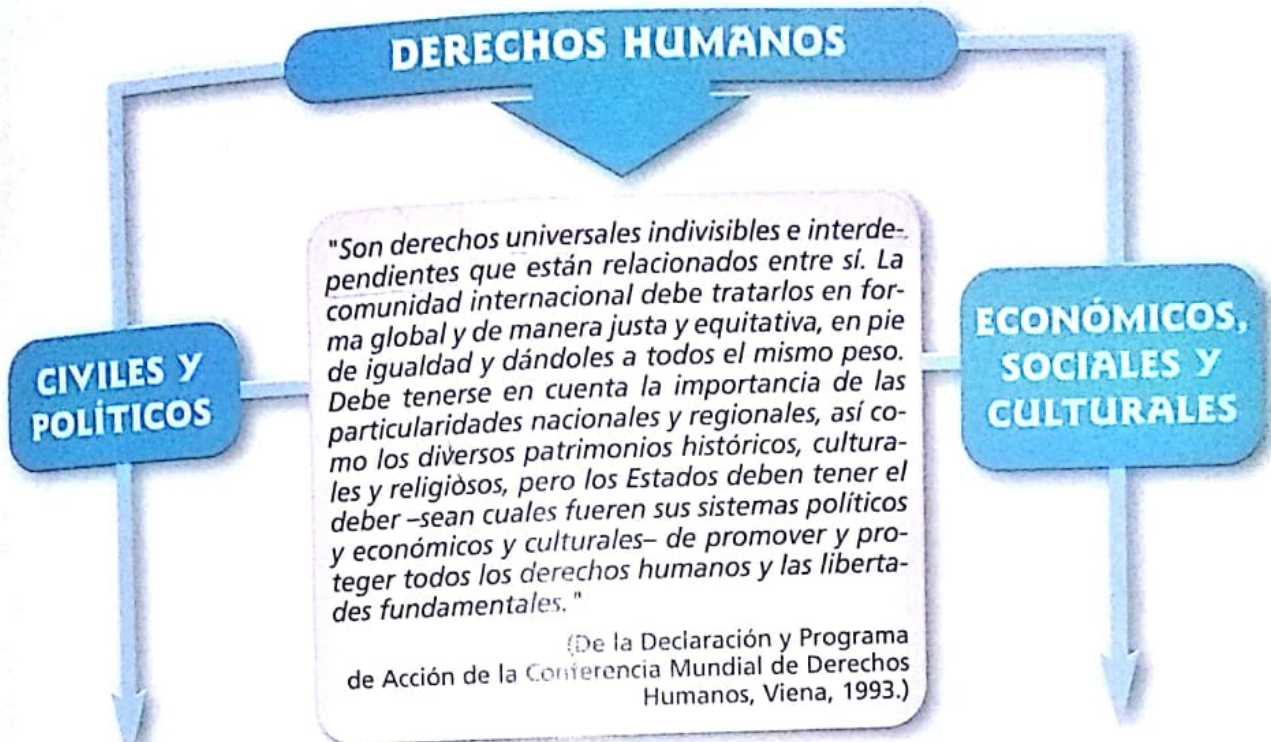 DERECHOS HUMANOS
CIVILES Y
POLÍTICOS
"Son derechos universales indivisibles e interde-
pendientes que están relacionados entre sí. La
comunidad internacional debe tratarlos en for-
ma global y de manera justa y equitativa, en pie
de igualdad y dándoles a todos el mismo peso.
Debe tenerse en cuenta la importancia de las
particularidades nacionales y regionales, así co-
mo los diversos patrimonios históricos, cultura-
les y religiòsos, pero los Estados deben tener el
deber –sean cuales fueren sus sistemas políticos
y económicos y culturales– de promover y pro-
teger todos los derechos humanos y las liberta-
des fundamentales."
(De la Declaración y Programa
de Acción de la Conferencia Mundial de Derechos
Humanos, Viena, 1993.)
ECONÓMICOS,
SOCIALES Y
CULTURALES